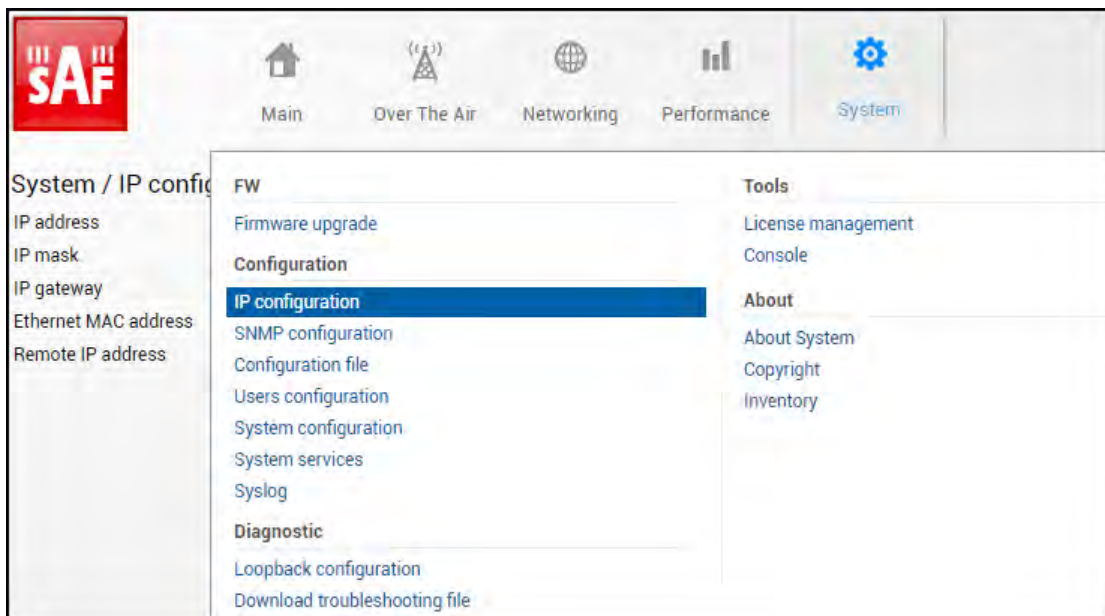 SAF
Main
Over The Air
Networking
Performance
System
System / IP config
IP address
IP mask
IP gateway
Ethernet MAC address
Remote IP address
FW
Firmware upgrade
Configuration
IP configuration
SNMP configuration
Configuration file
Users configuration
System configuration
System services
Syslog
Diagnostic
Loopback configuration
Download troubleshooting file
Tools
License management
Console
About
About System
Copyright
Inventory